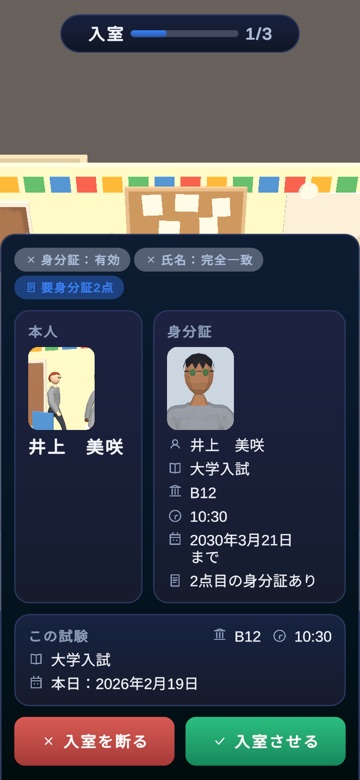 入室 1/3
× 身分証：有効 × 氏名：完全一致
要身分証2点
本人
井上　美咲
身分証
井上　美咲
大学入試
B12
10:30
2030年3月21日
まで
2点目の身分証あり
この試験 B12 10:30
大学入試
本日：2026年2月19日
× 入室を断る ✓ 入室させる